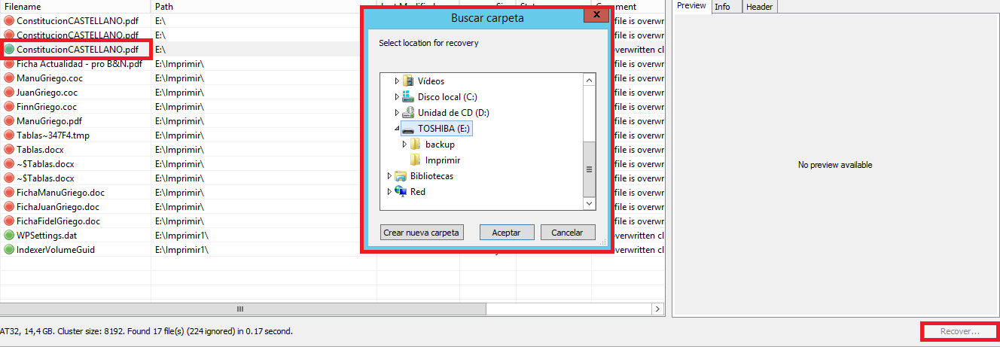 Filename Path Last Modified Size State Comment
ConstitucionCASTELLANO.pdf E:\ file is overwr
ConstitucionCASTELLANO.pdf E:\ file is overwr
ConstitucionCASTELLANO.pdf E:\ overwritten cl
Ficha Actualidad - pro B&N.pdf E:\Imprimir\ file is overwr
ManuGriego.coc E:\Imprimir\ file is overwr
JuanGriego.coc E:\Imprimir\ file is overwr
FinnGriego.coc E:\Imprimir\ file is overwr
ManuGriego.pdf E:\Imprimir\ file is overwr
Tablas~347F4.tmp E:\Imprimir\ file is overwr
Tablas.docx E:\Imprimir\ file is overwr
~$Tablas.docx E:\Imprimir\ file is overwr
~$Tablas.docx E:\Imprimir\ file is overwr
FichaManuGriego.doc E:\Imprimir\ file is overwr
FichaJuanGriego.doc E:\Imprimir\ file is overwr
FichaFidelGriego.doc E:\Imprimir\ file is overwr
WPSettings.dat E:\Imprimir1\ overwritten cl
IndexerVolumeGuid E:\Imprimir1\ overwritten cl
Buscar carpeta
x
Select location for recovery
Vídeos
Disco local (C:)
Unidad de CD (D:)
TOSHIBA (E:)
backup
Imprimir
Bibliotecas
Red
Crear nueva carpeta Aceptar Cancelar
Preview Info Header
No preview available
AT32, 14,4 GB. Cluster size: 8192. Found 17 file(s) (224 ignored) in 0.17 second.
Recover...